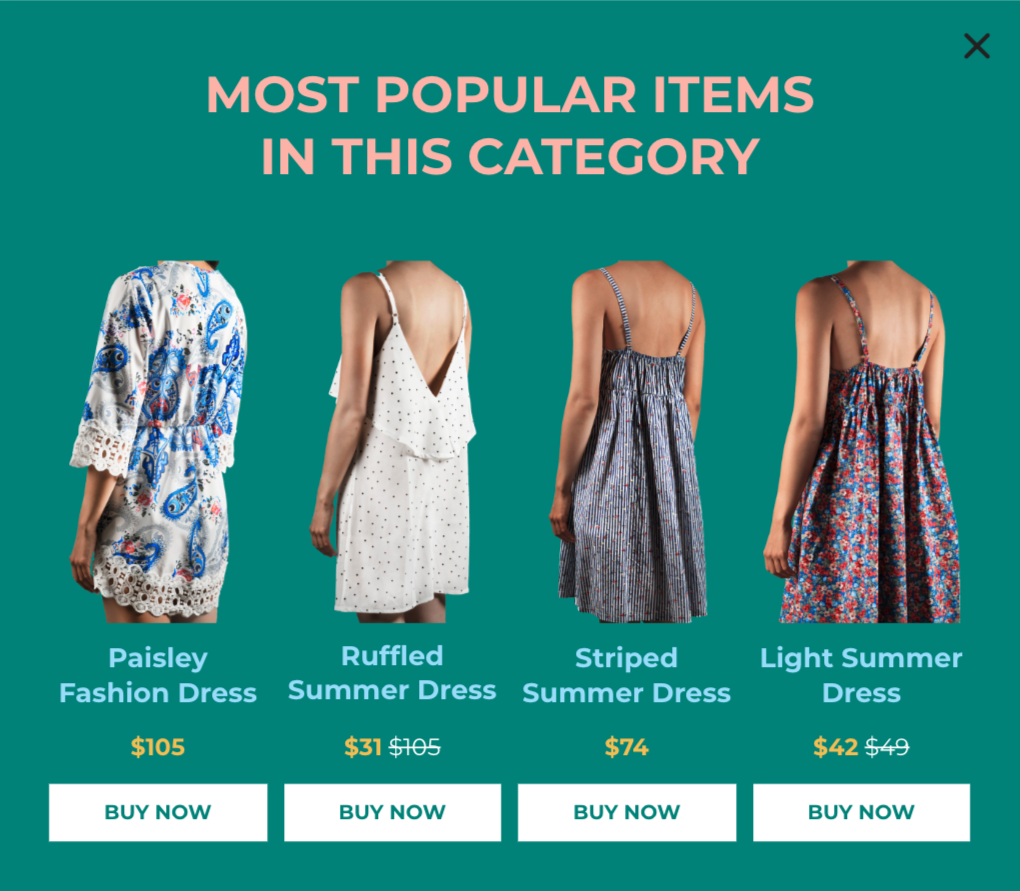 MOST POPULAR ITEMS
IN THIS CATEGORY
Paisley
Fashion Dress
$105
BUY NOW
Ruffled
Summer Dress
$31 $105
BUY NOW
Striped
Summer Dress
$74
BUY NOW
Light Summer
Dress
$42 $49
BUY NOW